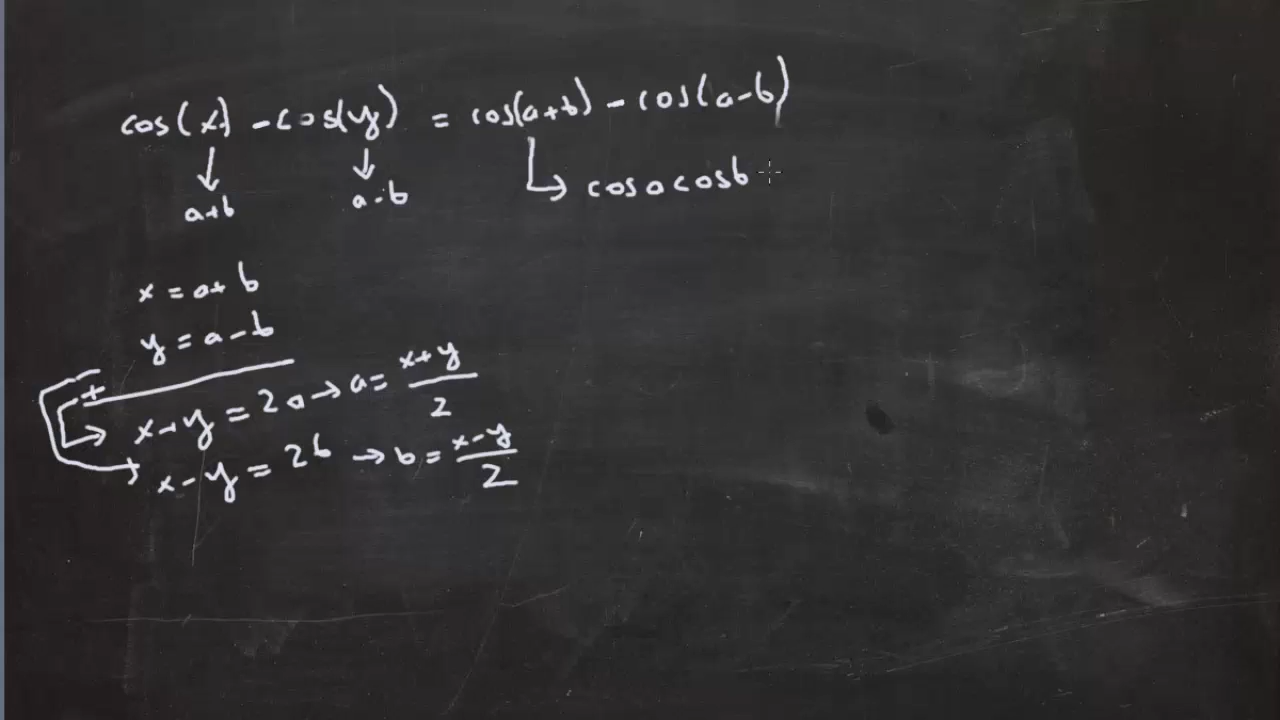 cos(x) - cos(y) = cos(a+b) - cos(a-b)
↓ ↓ ↳ cos a cos b
a+b a-b
x = a+b
y = a-b
+
→ x+y = 2a → a = x+y/2
→ x-y = 2b → b = x-y/2